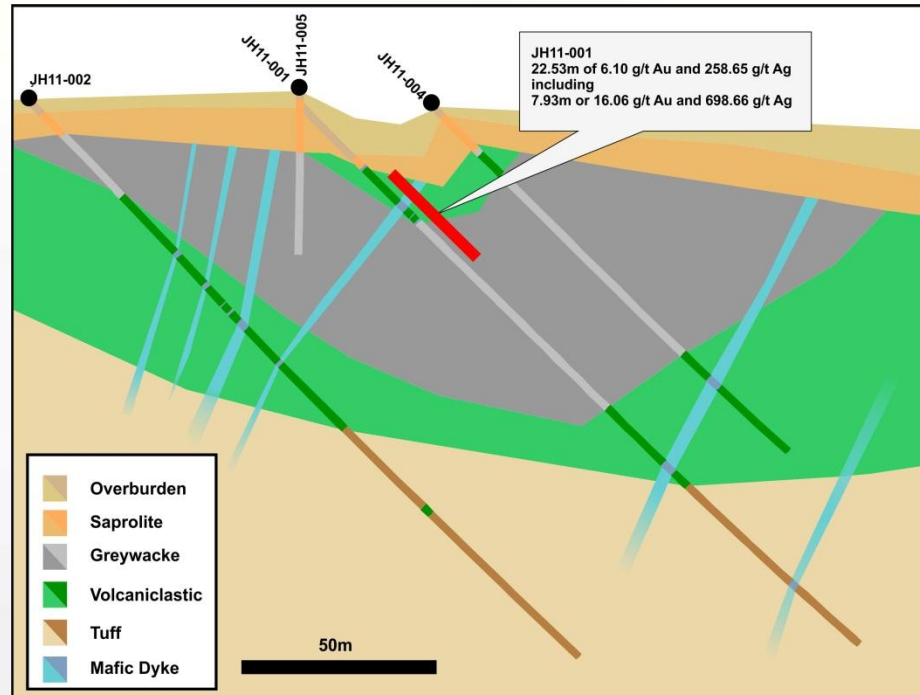 JH11-002
JH11-001
JH11-005
JH11-004
JH11-001
22.53m of 6.10 g/t Au and 258.65 g/t Ag
including
7.93m or 16.06 g/t Au and 698.66 g/t Ag
Overburden
Saprolite
Greywacke
Volcaniclastic
Tuff
Mafic Dyke
50m